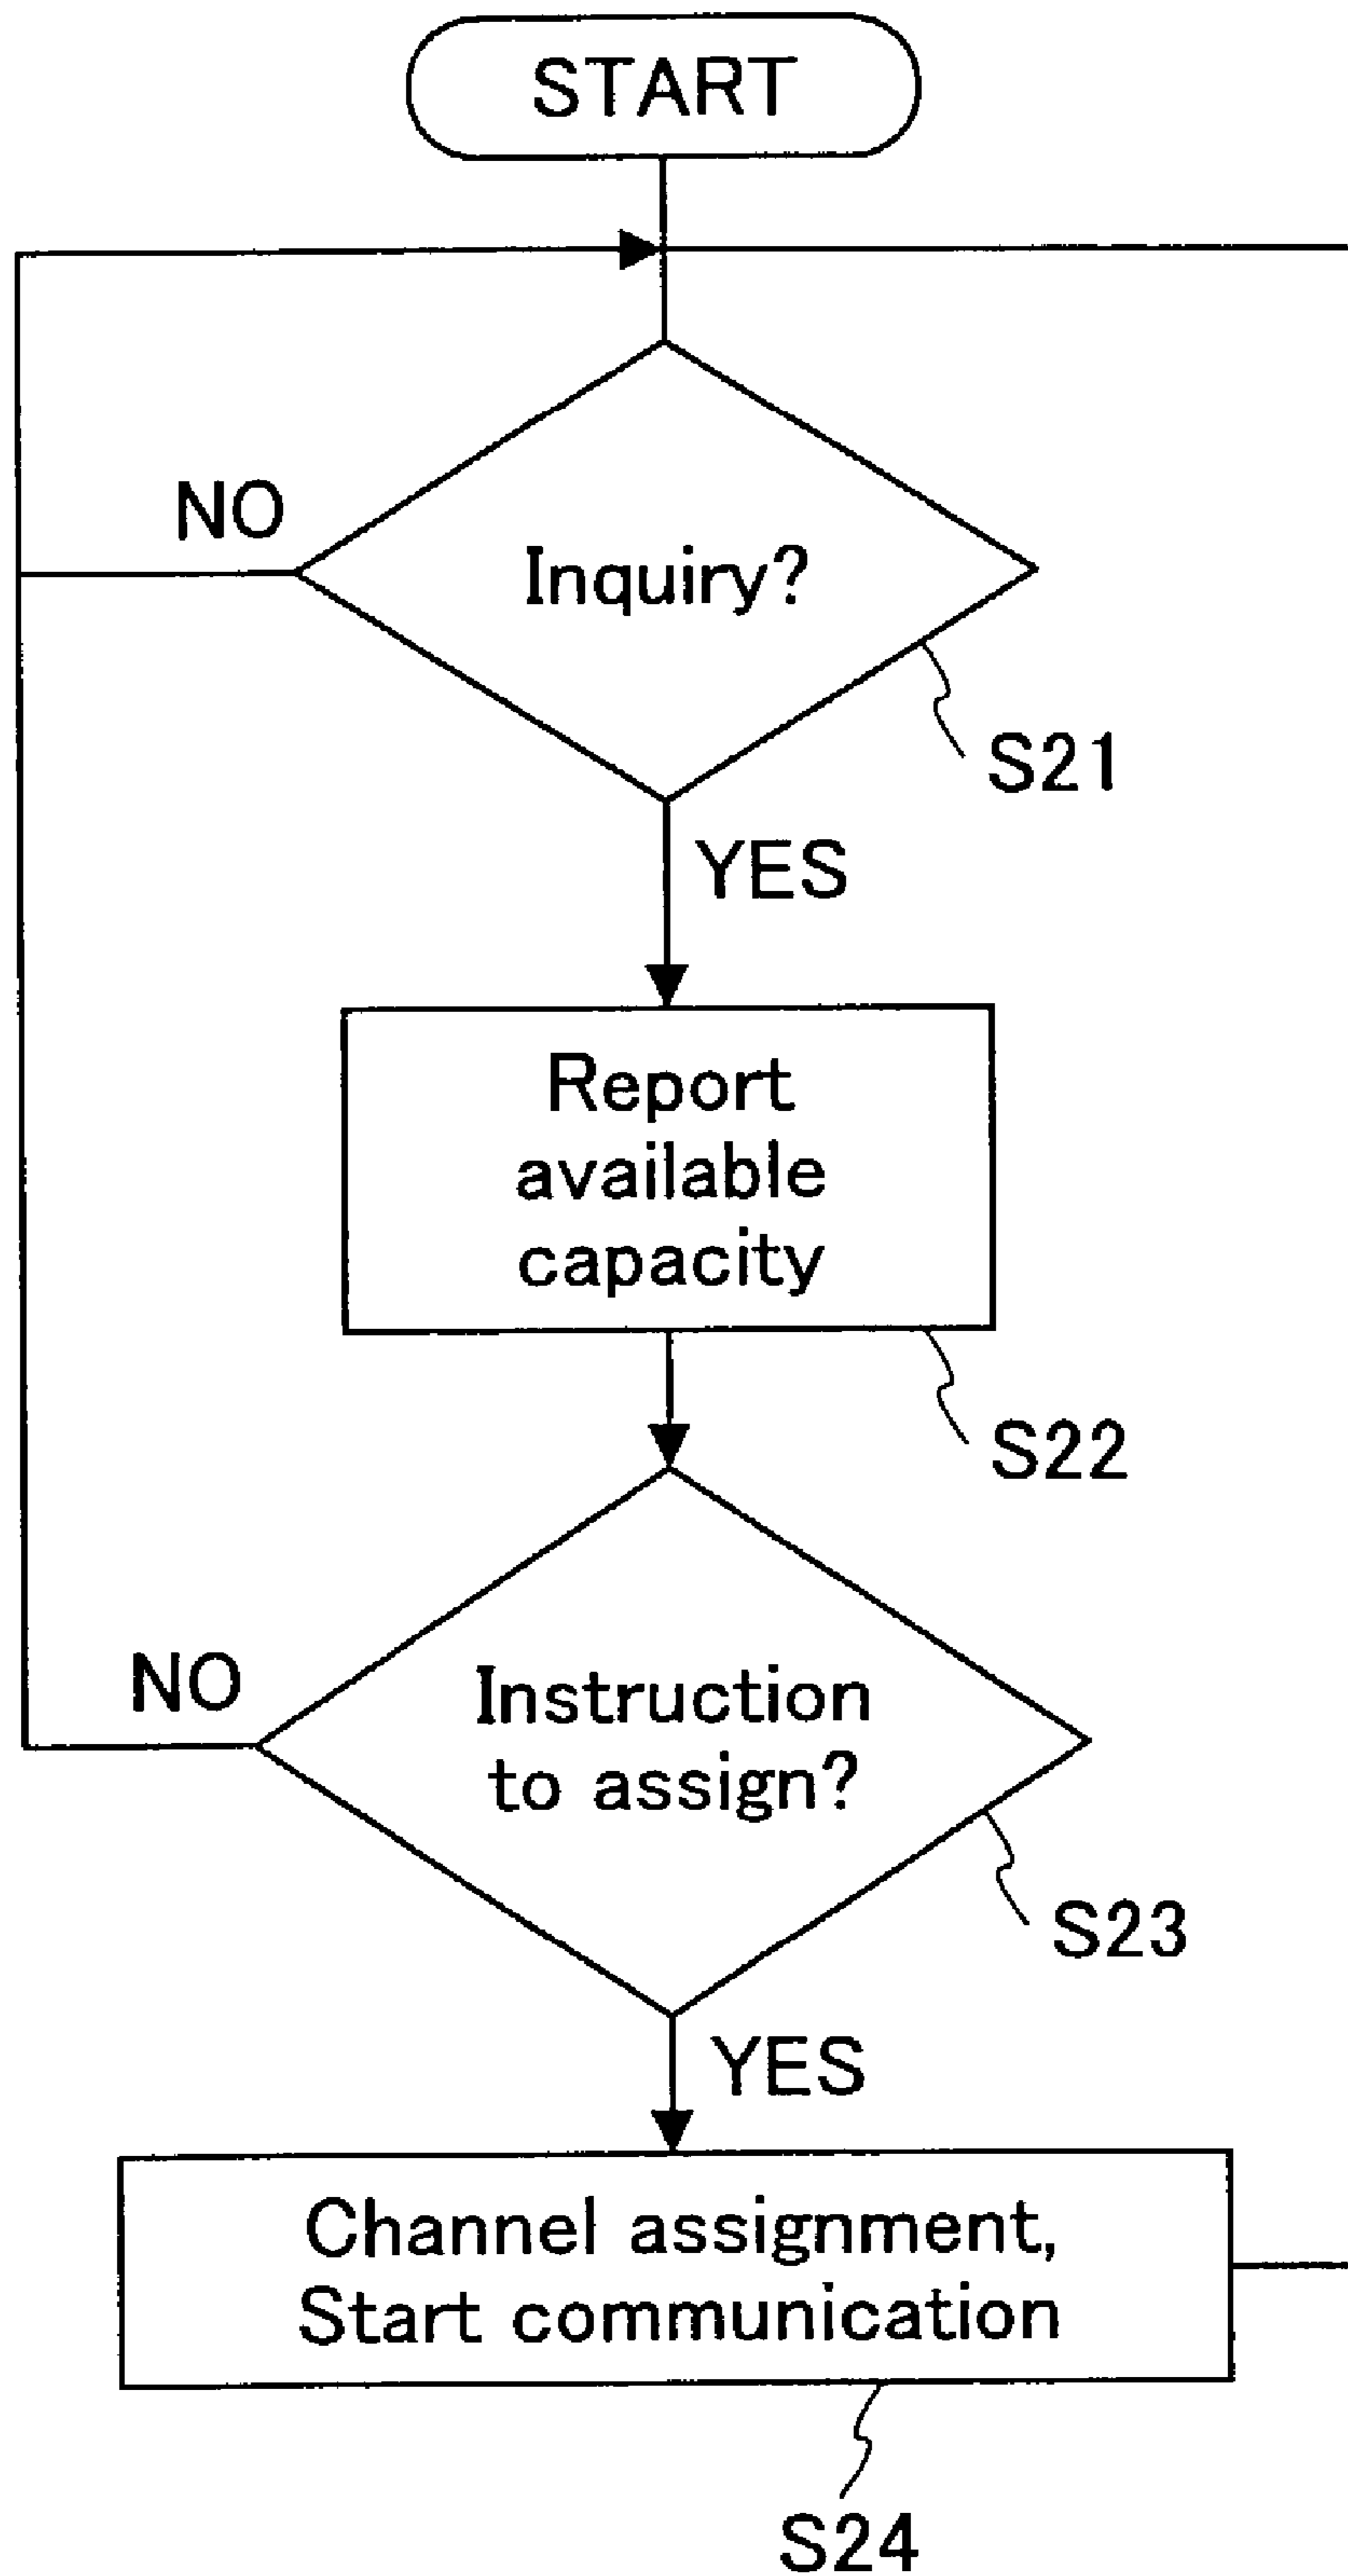 START
NO
Inquiry?
S21
YES
Report
available
capacity
S22
NO
Instruction
to assign?
S23
YES
Channel assignment,
Start communication
S24